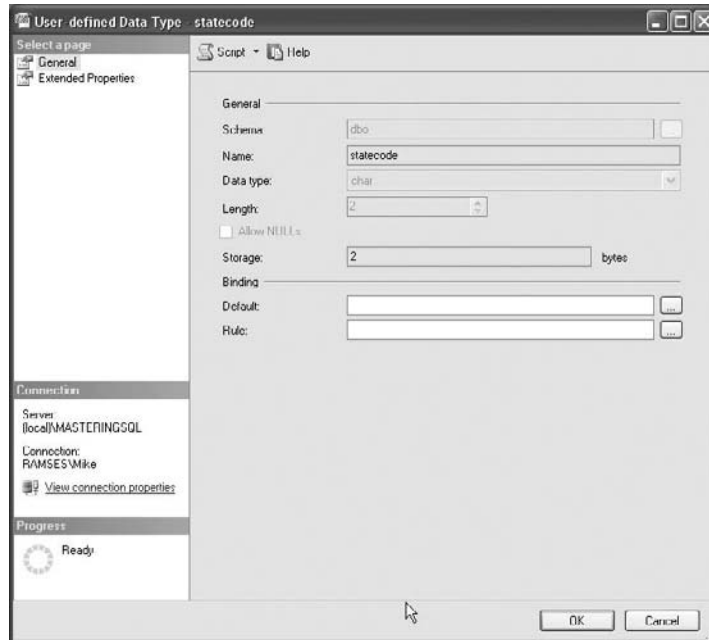 User-defined Data Type - statecode
Select a page
General
Extended Properties
Script Help
General
Schema: dbo ...
Name: statecode
Data type: char
Length: 2
Allow NULLs
Storage: 2 bytes
Binding
Default: ...
Rule: ...
Connection
Server:
(local)\MASTERINGSQL
Connection:
RAMSES\Mike
View connection properties
Progress
Ready
OK Cancel